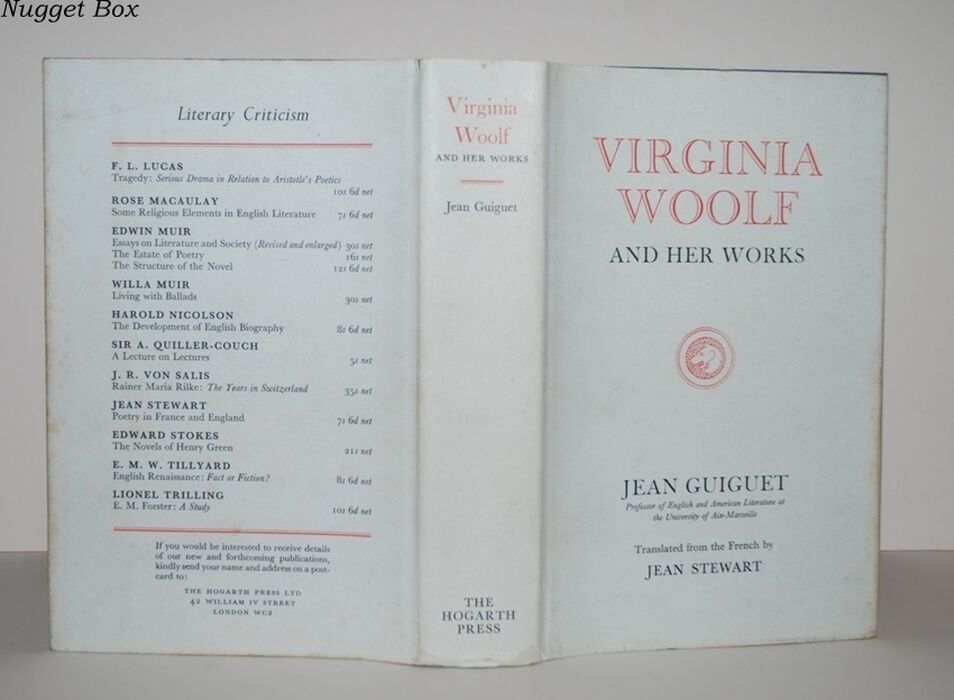 Nugget Box
Literary Criticism
F. L. LUCAS
Tragedy: Serious Drama in Relation to Aristotle's Poetics
10s 6d net
ROSE MACAULAY
Some Religious Elements in English Literature 7s 6d net
EDWIN MUIR
Essays on Literature and Society (Revised and enlarged) 30s net
The Estate of Poetry 16s net
The Structure of the Novel 12s 6d net
WILLA MUIR
Living with Ballads 30s net
HAROLD NICOLSON
The Development of English Biography 8s 6d net
SIR A. QUILLER-COUCH
A Lecture on Lectures 5s net
J. R. VON SALIS
Rainer Maria Rilke: The Years in Switzerland 35s net
JEAN STEWART
Poetry in France and England 7s 6d net
EDWARD STOKES
The Novels of Henry Green 21s net
E. M. W. TILLYARD
English Renaissance: Fact or Fiction? 8s 6d net
LIONEL TRILLING
E. M. Forster: A Study 10s 6d net
If you would be interested to receive details
of our new and forthcoming publications,
kindly send your name and address on a post-
card to:
THE HOGARTH PRESS LTD
42 WILLIAM IV STREET
LONDON WC2
Virginia
Woolf
AND HER WORKS
Jean Guiguet
THE
HOGARTH
PRESS
VIRGINIA
WOOLF
AND HER WORKS
JEAN GUIGUET
Professor of English and American Literature at
the University of Aix-Marseille
Translated from the French by
JEAN STEWART